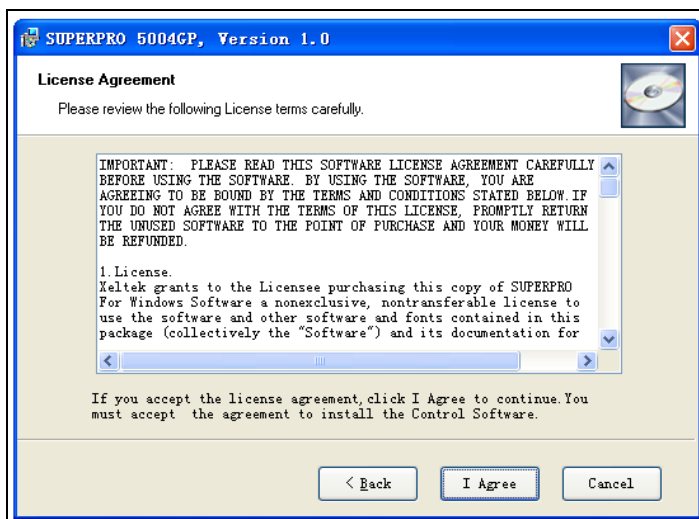 SUPERPRO 5004GP, Version 1.0
License Agreement
Please review the following License terms carefully.
IMPORTANT: PLEASE READ THIS SOFTWARE LICENSE AGREEMENT CAREFULLY
BEFORE USING THE SOFTWARE. BY USING THE SOFTWARE, YOU ARE
AGREEING TO BE BOUND BY THE TERMS AND CONDITIONS STATED BELOW.IF
YOU DO NOT AGREE WITH THE TERMS OF THIS LICENSE, PROMPTLY RETURN
THE UNUSED SOFTWARE TO THE POINT OF PURCHASE AND YOUR MONEY WILL
BE REFUNDED.
1.License.
Xeltek grants to the Licensee purchasing this copy of SUPERPRO
For Windows Software a nonexclusive, nontransferable license to
use the software and other software and fonts contained in this
package (collectively the "Software") and its documentation for
If you accept the license agreement,click I Agree to continue.You
must accept the agreement to install the Control Software.
< Back
I Agree
Cancel